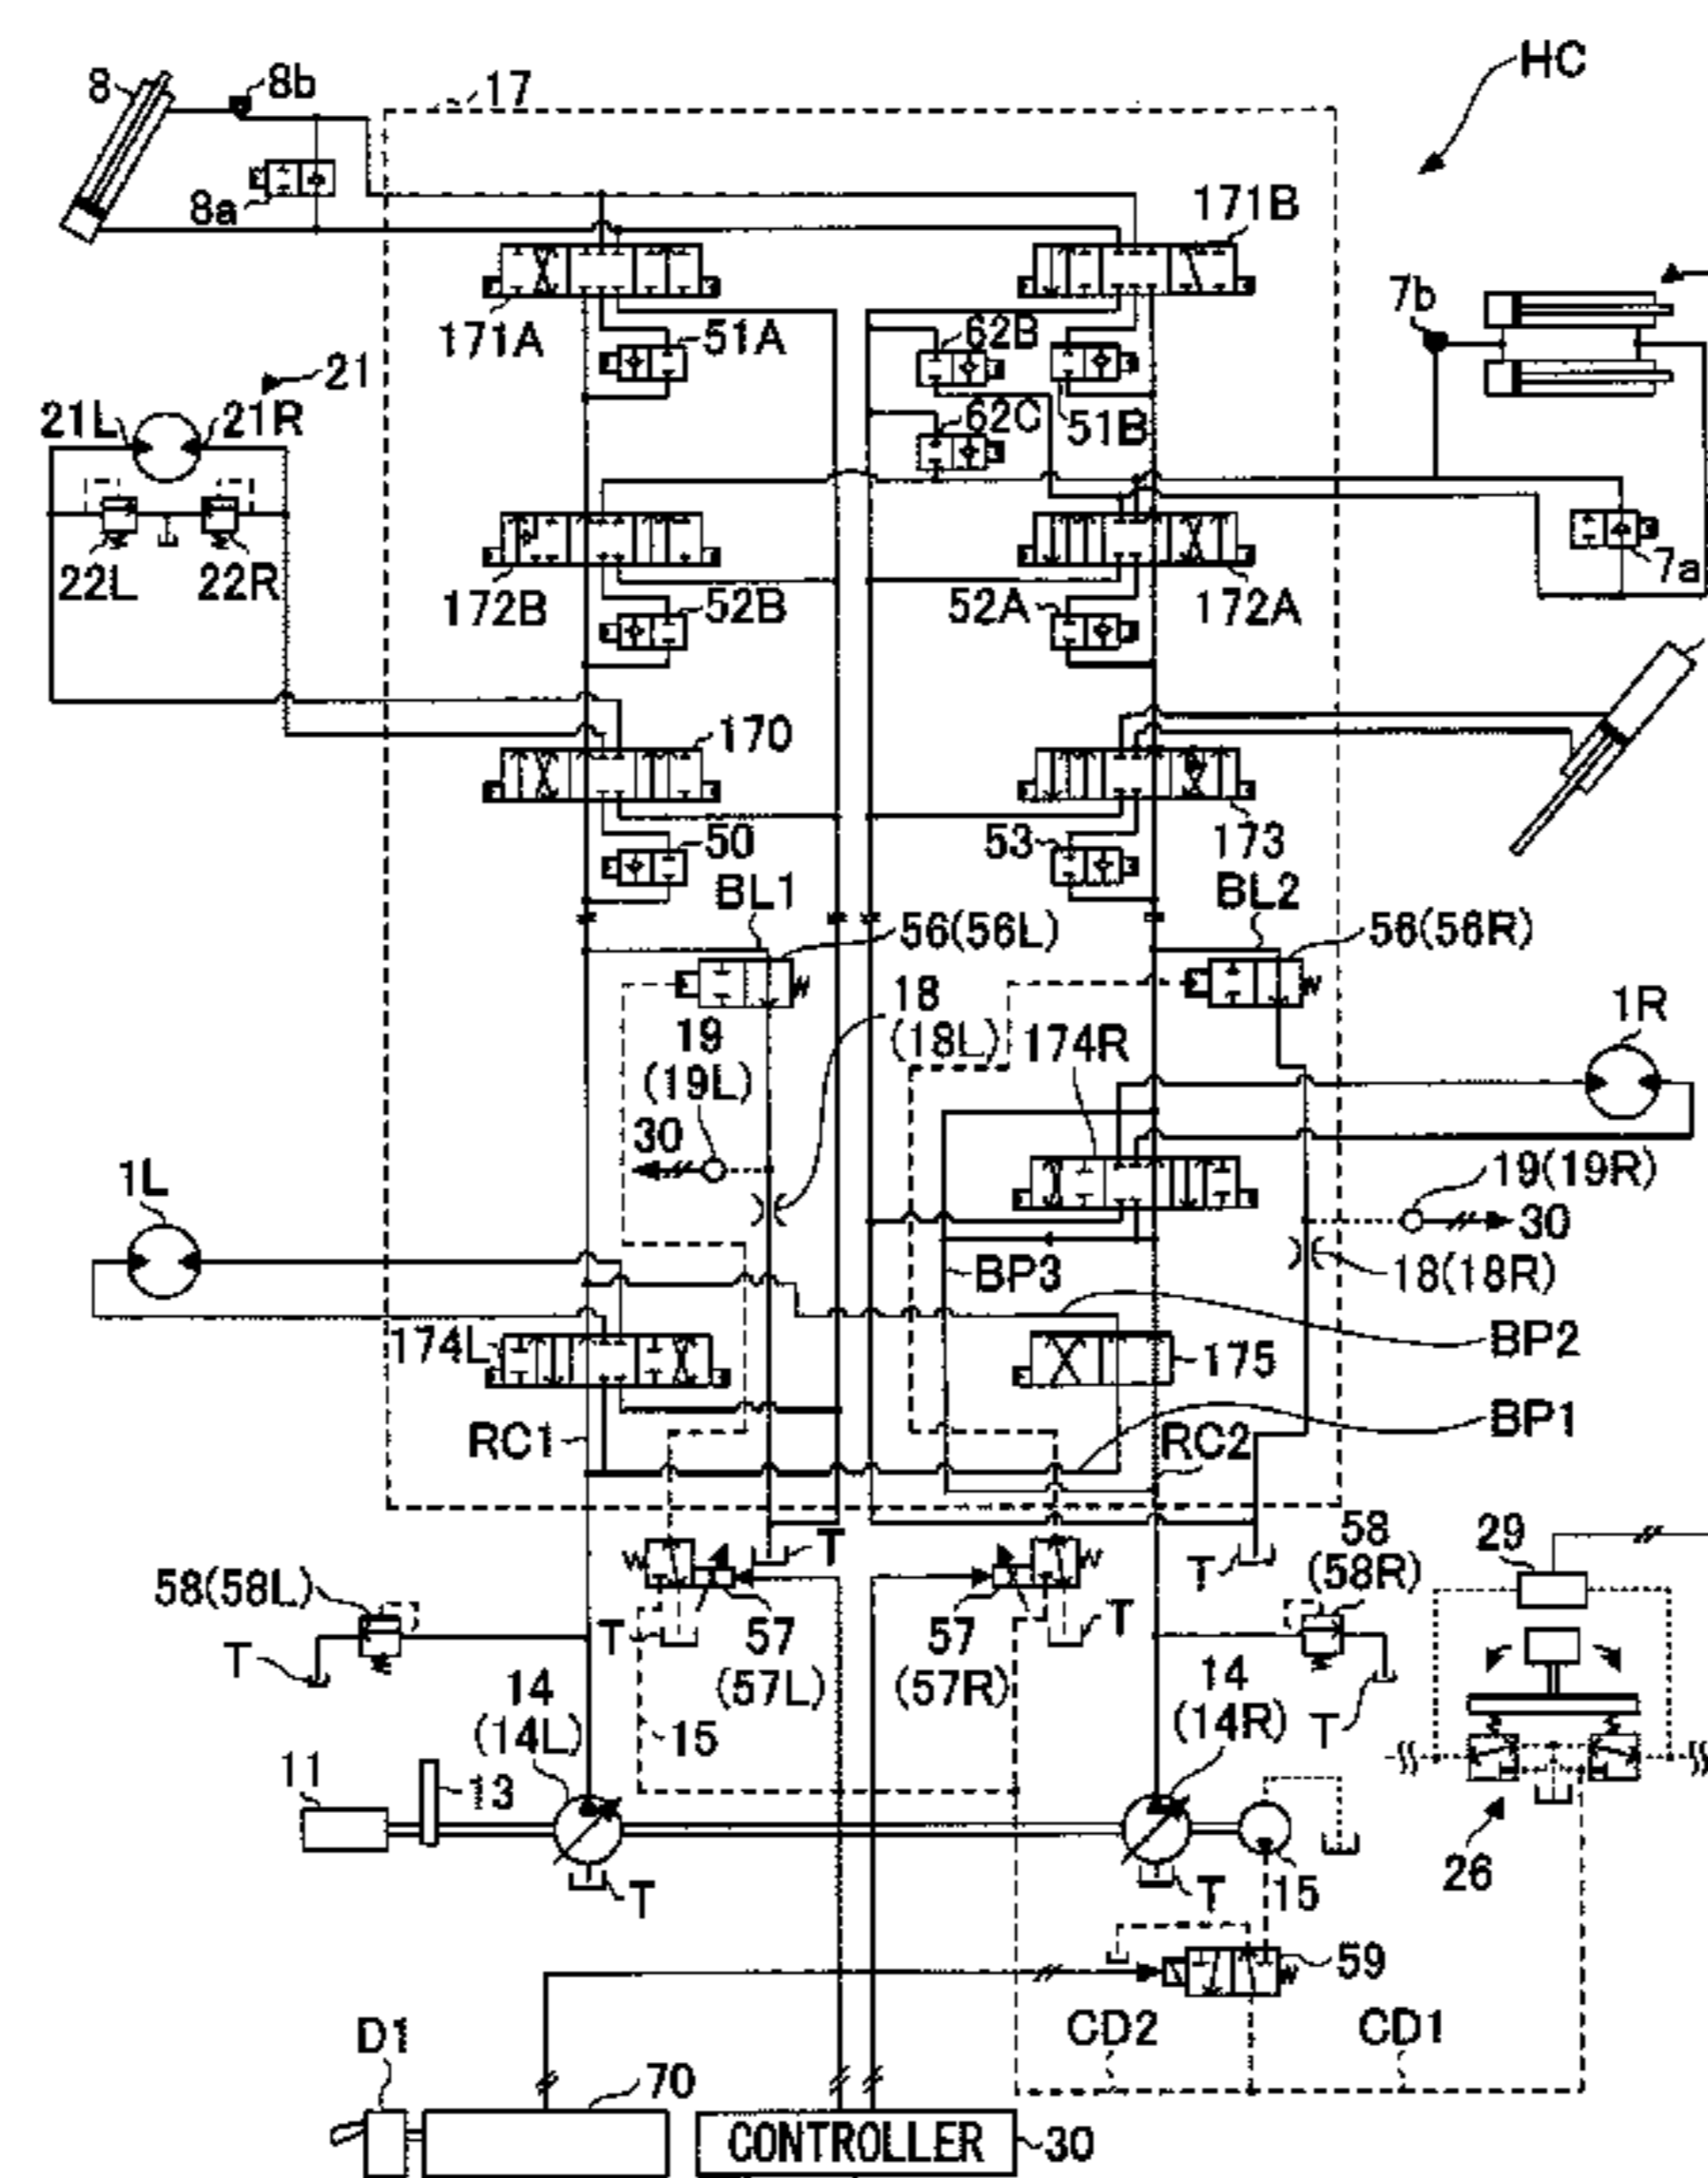 HC
8
8b
17
8a
171B
171A
51A
62B
7b
21
21L
21R
62C
51B
22L
22R
172B
52B
52A
172A
7a
170
50
53
173
BL1
BL2
56(56L)
56(56R)
18
(18L)
19
(19L)
174R
1R
30
1L
19(19R)
30
BP3
18(18R)
174L
175
BP2
RC1
RC2
BP1
T
T
58(58L)
58
(58R)
29
T
T
T
57
(57L)
57
(57R)
T
14
(14L)
15
14
(14R)
11
13
T
T
15
26
59
CD2
CD1
D1
70
CONTROLLER
30